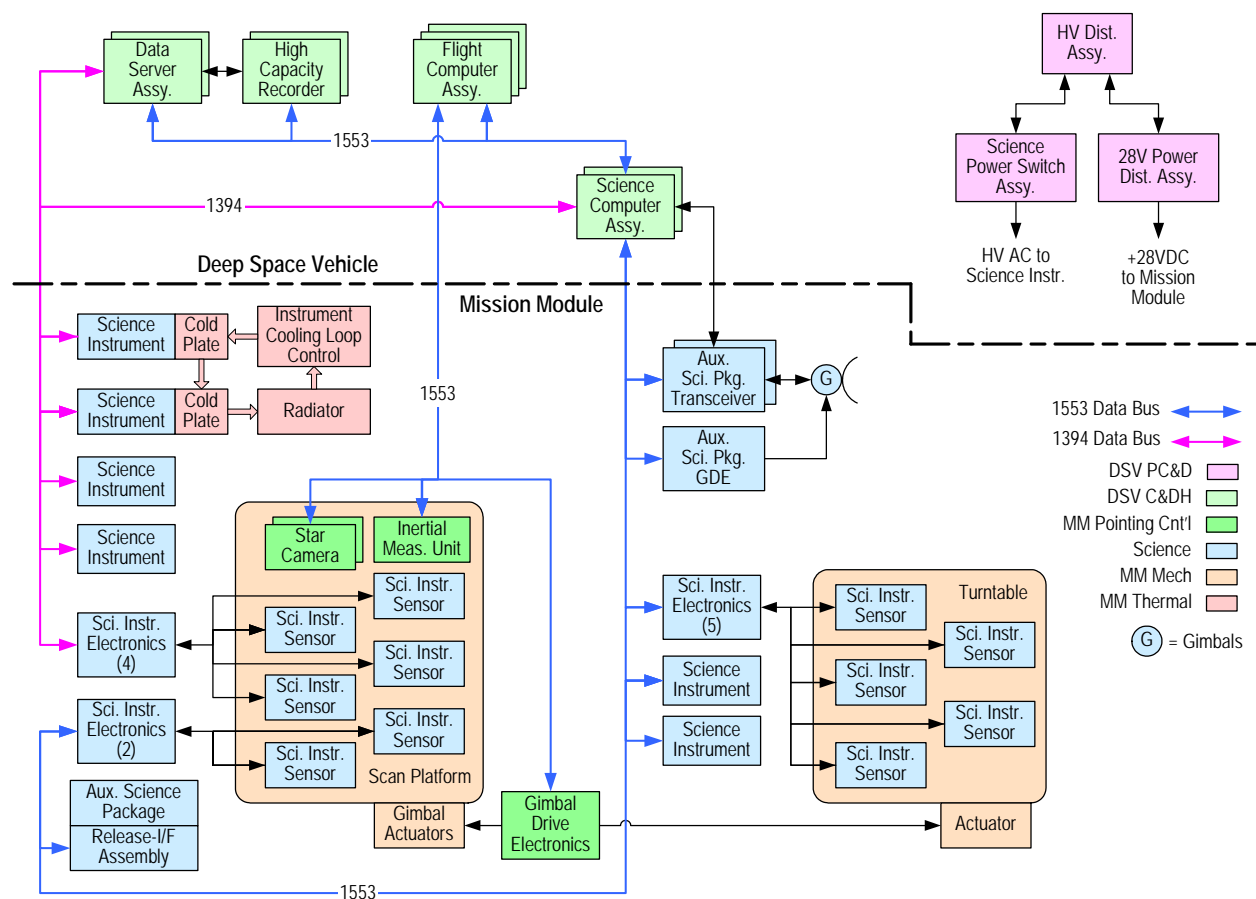 Data
Server
Assy.
High
Capacity
Recorder
Flight
Computer
Assy.
HV Dist.
Assy.
1553
Science
Power Switch
Assy.
28V Power
Dist. Assy.
Science
Computer
Assy.
1394
HV AC to
Science Instr.
+28VDC
to Mission
Module
Deep Space Vehicle
Mission Module
Science
Instrument
Cold
Plate
Instrument
Cooling Loop
Control
Science
Instrument
Cold
Plate
Radiator
1553
Aux.
Sci. Pkg.
Transceiver
G
Aux.
Sci. Pkg.
GDE
1553 Data Bus
1394 Data Bus
DSV PC&D
DSV C&DH
MM Pointing Cnt'l
Science
MM Mech
MM Thermal
G = Gimbals
Science
Instrument
Science
Instrument
Star
Camera
Inertial
Meas. Unit
Sci. Instr.
Electronics
(4)
Sci. Instr.
Sensor
Sci. Instr.
Sensor
Sci. Instr.
Sensor
Sci. Instr.
Sensor
Sci. Instr.
Electronics
(2)
Sci. Instr.
Sensor
Sci. Instr.
Sensor
Scan Platform
Sci. Instr.
Electronics
(5)
Turntable
Sci. Instr.
Sensor
Sci. Instr.
Sensor
Sci. Instr.
Sensor
Sci. Instr.
Sensor
Sci. Instr.
Sensor
Science
Instrument
Science
Instrument
Aux. Science
Package
Release-I/F
Assembly
Gimbal
Actuators
Gimbal
Drive
Electronics
Actuator
1553